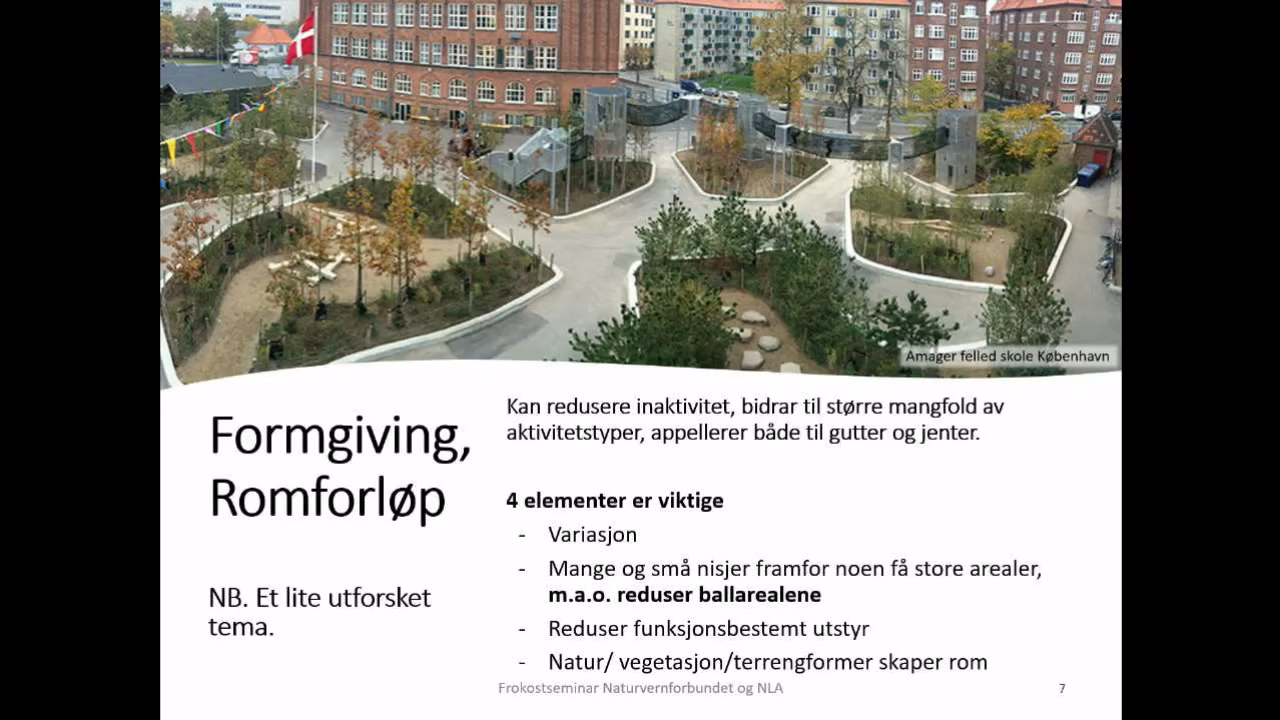 Amager felled skole København
Formgiving,
Romforløp
NB. Et lite utforsket
tema.
Kan redusere inaktivitet, bidrar til større mangfold av
aktivitetstyper, appellerer både til gutter og jenter.
4 elementer er viktige
- Variasjon
- Mange og små nisjer framfor noen få store arealer,
m.a.o. reduser ballarealene
- Reduser funksjonsbestemt utstyr
- Natur/ vegetasjon/terrengformer skaper rom
Frokostseminar Naturvernforbundet og NLA
7